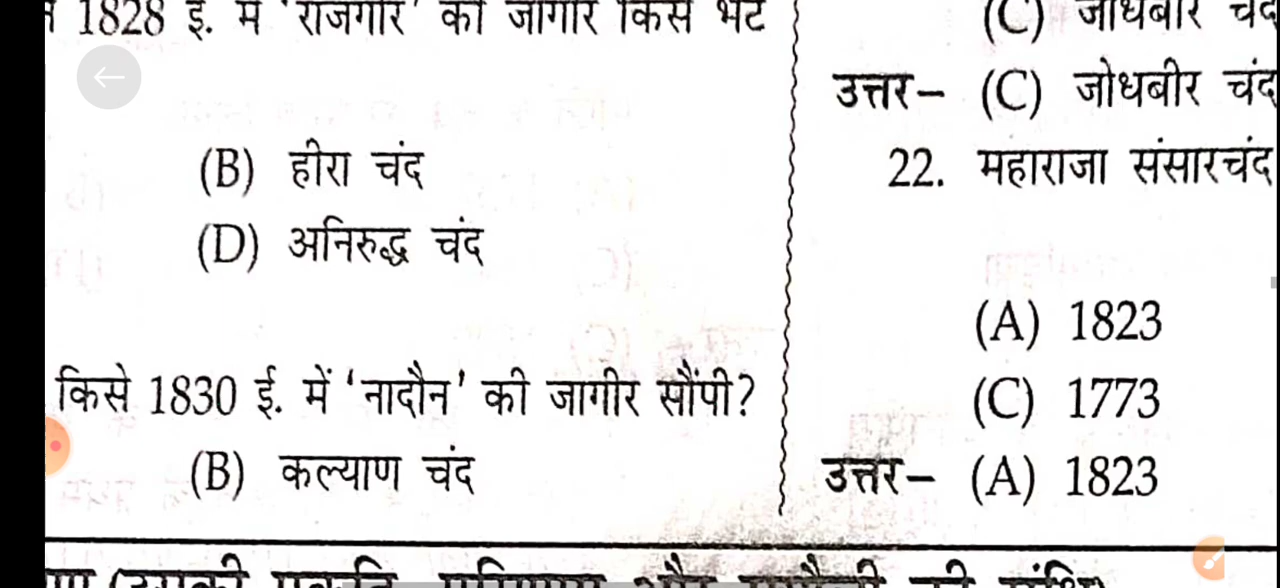 1828 ई. में 'राजगीर' की जागीर किसे भेंट
(B) हीरा चंद
(D) अनिरुद्ध चंद
किसे 1830 ई. में 'नादौन' की जागीर सौंपी?
(B) कल्याण चंद
(C) जोधबीर चंद
उत्तर– (C) जोधबीर चंद
22. महाराजा संसारचंद
(A) 1823
(C) 1773
उत्तर– (A) 1823